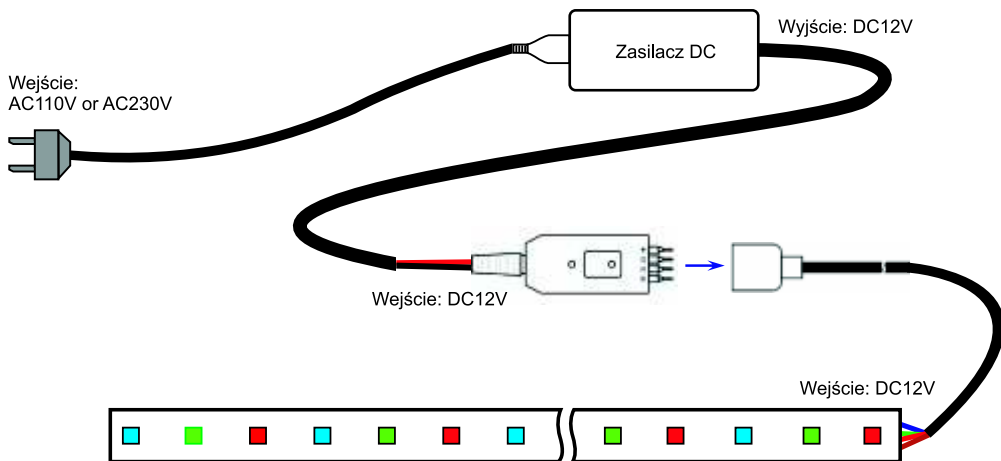 Wyjście: DC12V
Zasilacz DC
Wejście:
AC110V or AC230V
Wejście: DC12V
Wejście: DC12V